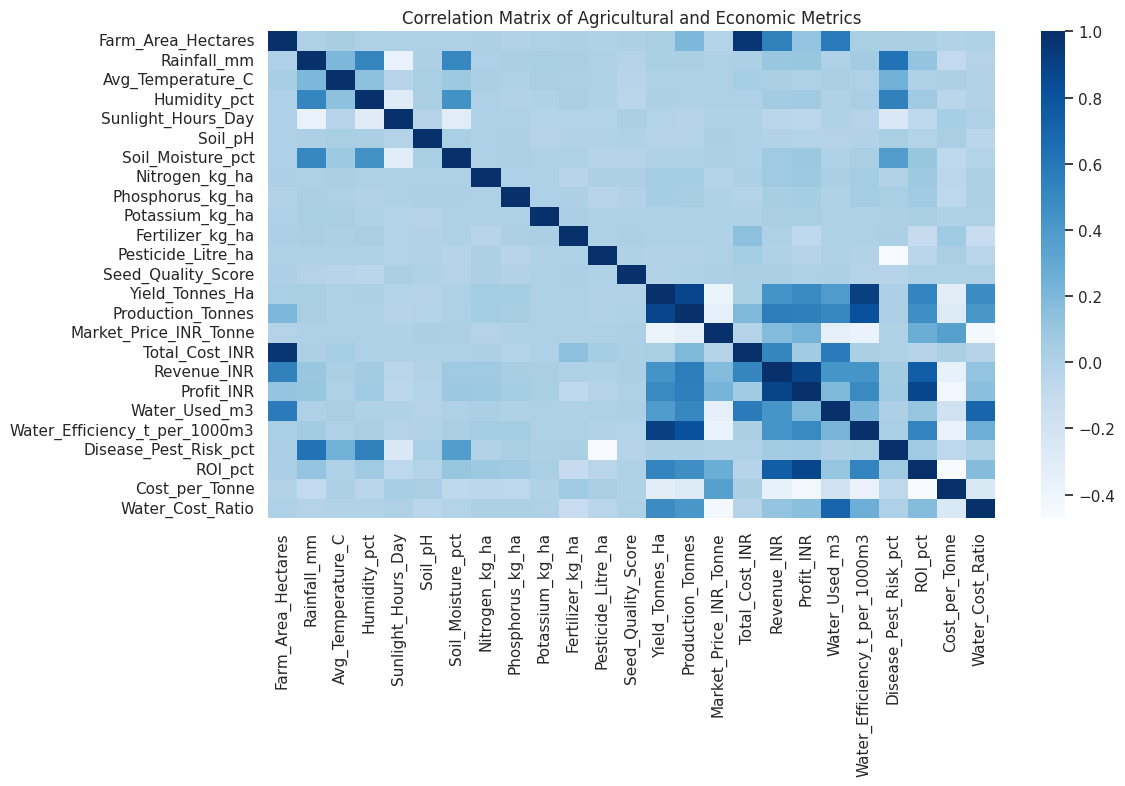 Correlation Matrix of Agricultural and Economic Metrics
Farm_Area_Hectares
Rainfall_mm
Avg_Temperature_C
Humidity_pct
Sunlight_Hours_Day
Soil_pH
Soil_Moisture_pct
Nitrogen_kg_ha
Phosphorus_kg_ha
Potassium_kg_ha
Fertilizer_kg_ha
Pesticide_Litre_ha
Seed_Quality_Score
Yield_Tonnes_Ha
Production_Tonnes
Market_Price_INR_Tonne
Total_Cost_INR
Revenue_INR
Profit_INR
Water_Used_m3
Water_Efficiency_t_per_1000m3
Disease_Pest_Risk_pct
ROI_pct
Cost_per_Tonne
Water_Cost_Ratio
Farm_Area_Hectares
Rainfall_mm
Avg_Temperature_C
Humidity_pct
Sunlight_Hours_Day
Soil_pH
Soil_Moisture_pct
Nitrogen_kg_ha
Phosphorus_kg_ha
Potassium_kg_ha
Fertilizer_kg_ha
Pesticide_Litre_ha
Seed_Quality_Score
Yield_Tonnes_Ha
Production_Tonnes
Market_Price_INR_Tonne
Total_Cost_INR
Revenue_INR
Profit_INR
Water_Used_m3
Water_Efficiency_t_per_1000m3
Disease_Pest_Risk_pct
ROI_pct
Cost_per_Tonne
Water_Cost_Ratio
1.0
0.8
0.6
0.4
0.2
0.0
−0.2
−0.4